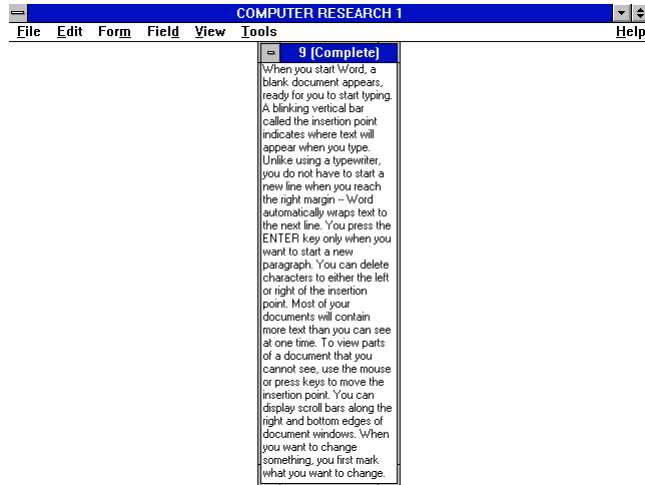 COMPUTER RESEARCH 1
File Edit Form Field View Tools Help
9 (Complete)
When you start Word, a
blank document appears,
ready for you to start typing.
A blinking vertical bar
called the insertion point
indicates where text will
appear when you type.
Unlike using a typewriter,
you do not have to start a
new line when you reach
the right margin -- Word
automatically wraps text to
the next line. You press the
ENTER key only when you
want to start a new
paragraph. You can delete
characters to either the left
or right of the insertion
point. Most of your
documents will contain
more text than you can see
at one time. To view parts
of a document that you
cannot see, use the mouse
or press keys to move the
insertion point. You can
display scroll bars along the
right and bottom edges of
document windows. When
you want to change
something, you first mark
what you want to change.